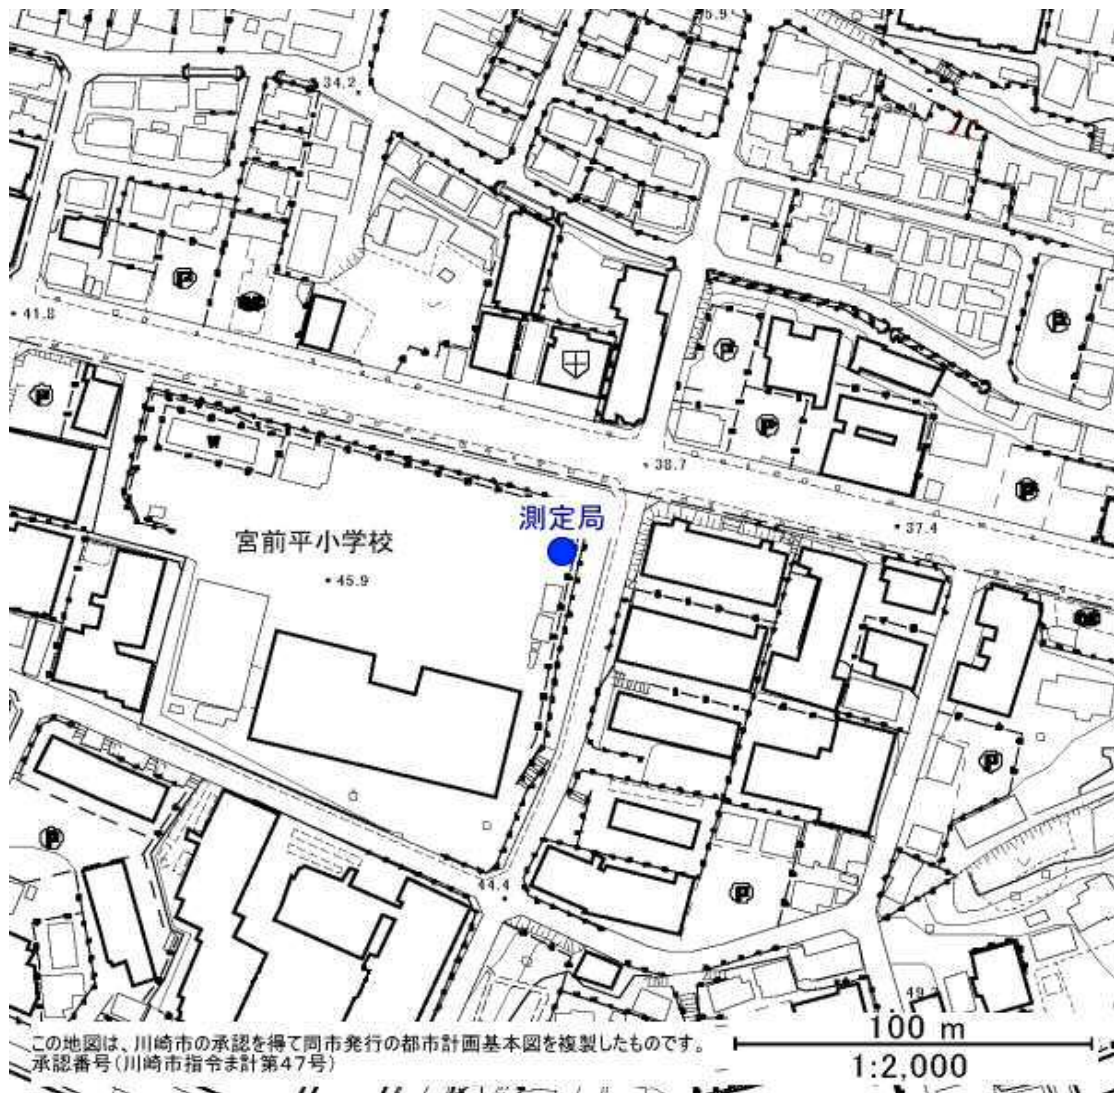 34.2
41.8
38.7
測定局
37.4
宮前平小学校
45.9
44.4
100 m
この地図は、川崎市の承認を得て同市発行の都市計画基本図を複製したものです。
承認番号(川崎市指令ま計第47号)
1:2,000